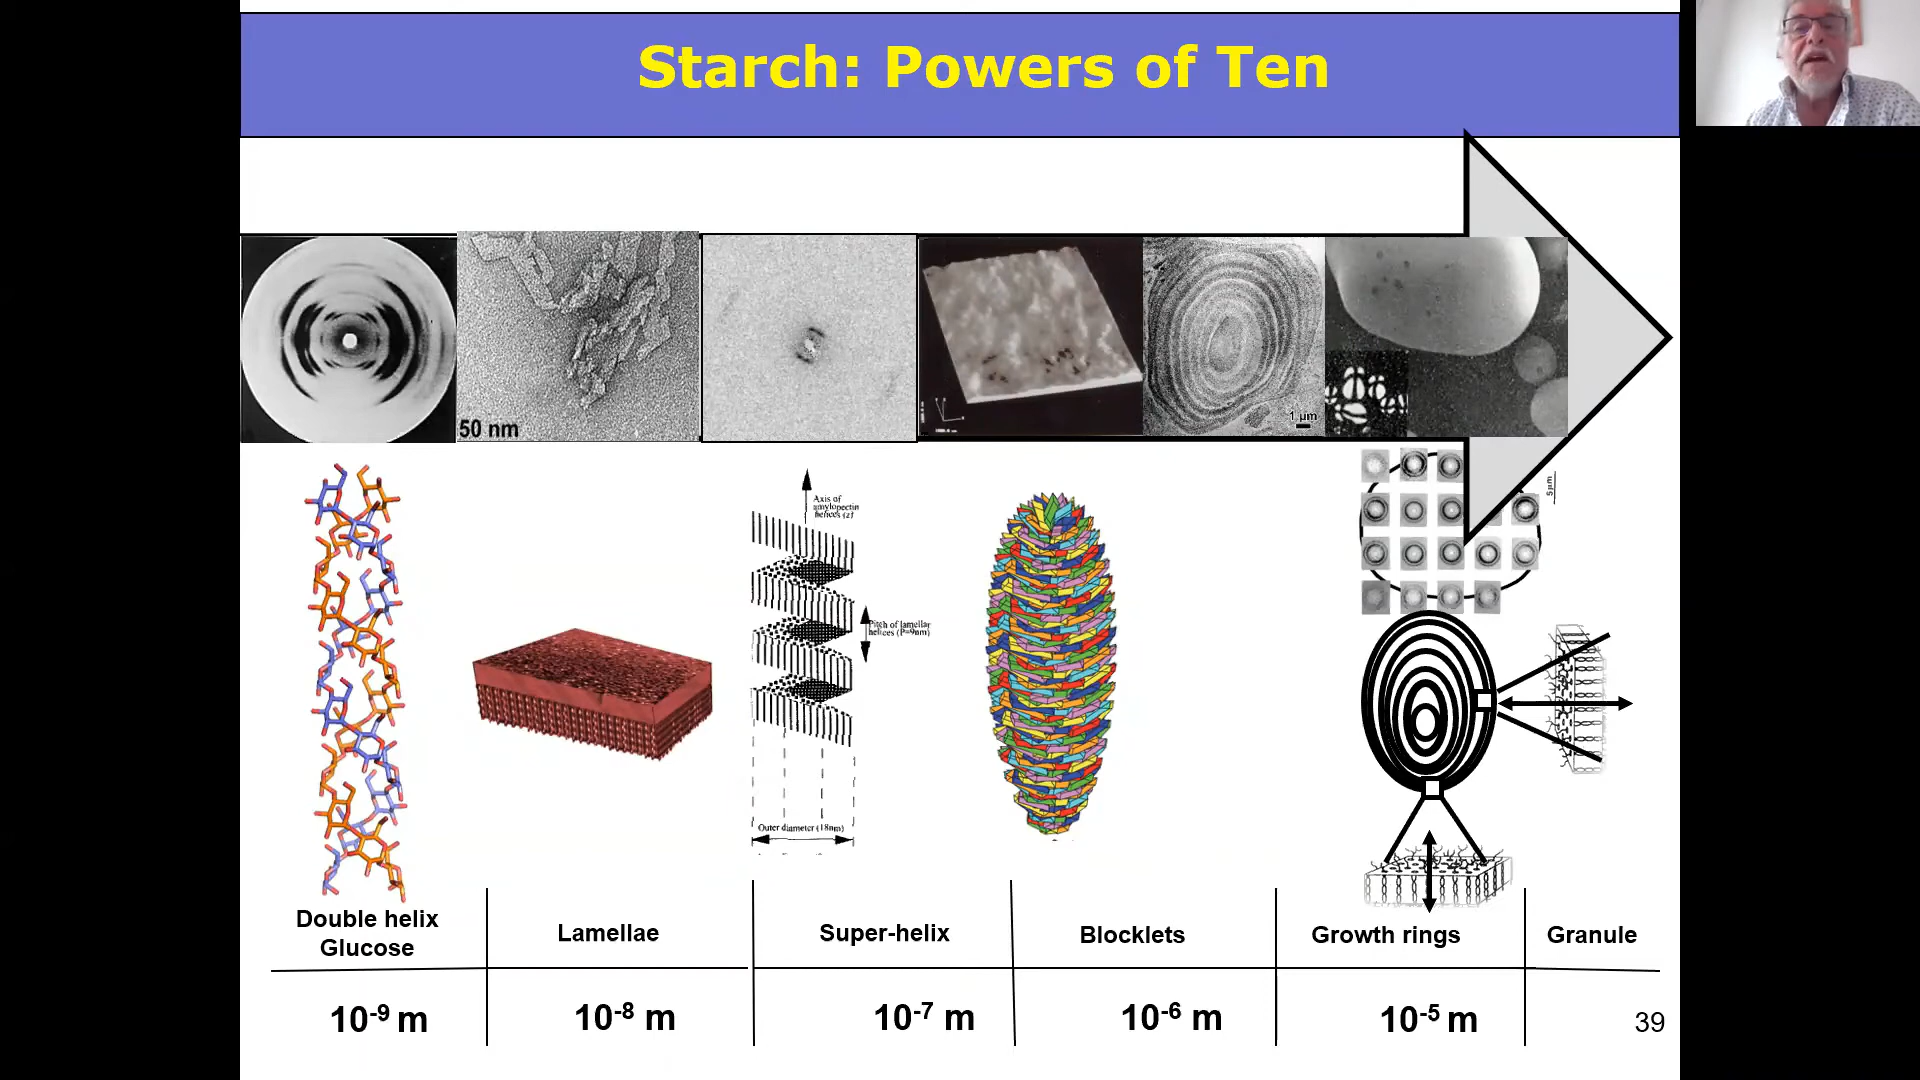 Starch: Powers of Ten
50 nm
1 µm
5 µm
Axis of
amylopectin
helices (z)
Pitch of lamellar
helices (P=9nm)
Outer diameter (18nm)
Double helix
Glucose
Lamellae
Super-helix
Blocklets
Growth rings
Granule
10-9 m
10-8 m
10-7 m
10-6 m
10-5 m
39